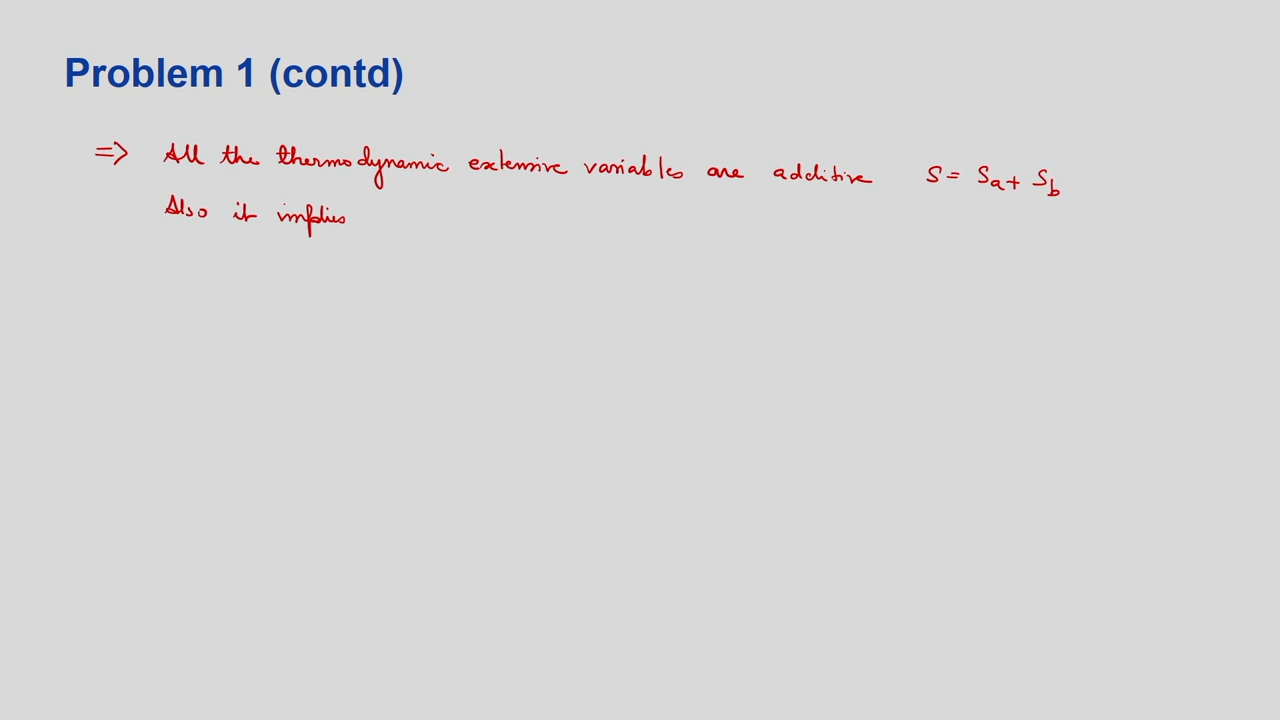 Problem 1 (contd)
⇒ All the thermodynamic extensive variables are additive S = Sa + Sb
Also it implies